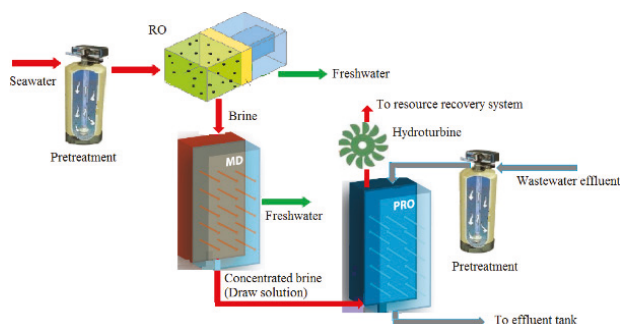 RO
Seawater
Freshwater
To resource recovery system
Brine
Hydroturbine
Pretreatment
MD
Wastewater effluent
Freshwater
PRO
Pretreatment
Concentrated brine
(Draw solution)
To effluent tank